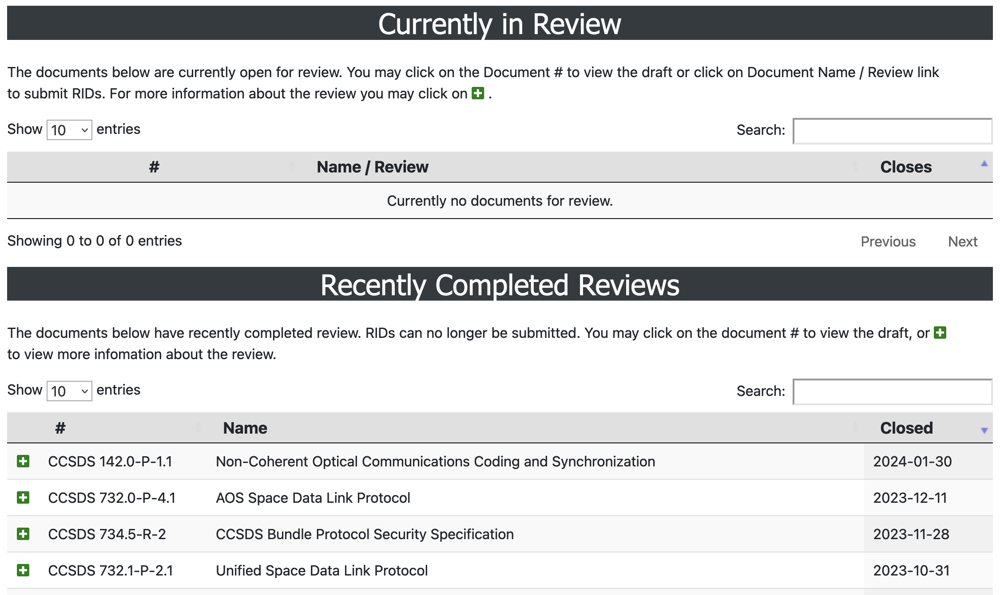 Currently in Review
The documents below are currently open for review. You may click on the Document # to view the draft or click on Document Name / Review link
to submit RIDs. For more information about the review you may click on .
Show 10 entries
Search:
# Name / Review Closes
Currently no documents for review.
Showing 0 to 0 of 0 entries
Previous Next
Recently Completed Reviews
The documents below have recently completed review. RIDs can no longer be submitted. You may click on the document # to view the draft, or
to view more infomation about the review.
Show 10 entries
Search:
# Name Closed
CCSDS 142.0-P-1.1 Non-Coherent Optical Communications Coding and Synchronization 2024-01-30
CCSDS 732.0-P-4.1 AOS Space Data Link Protocol 2023-12-11
CCSDS 734.5-R-2 CCSDS Bundle Protocol Security Specification 2023-11-28
CCSDS 732.1-P-2.1 Unified Space Data Link Protocol 2023-10-31